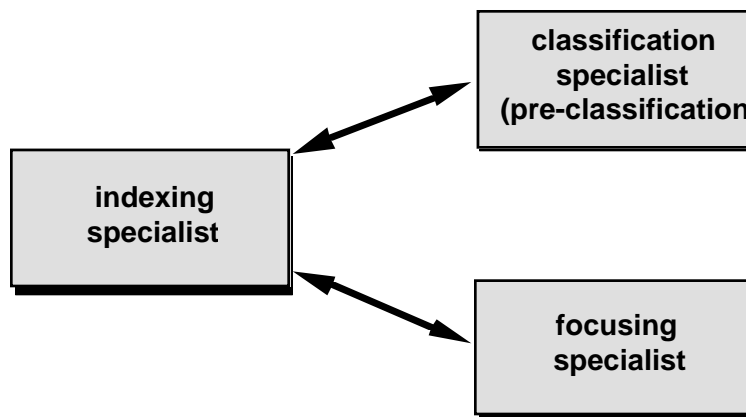 classification
specialist
(pre-classification
indexing
specialist
focusing
specialist